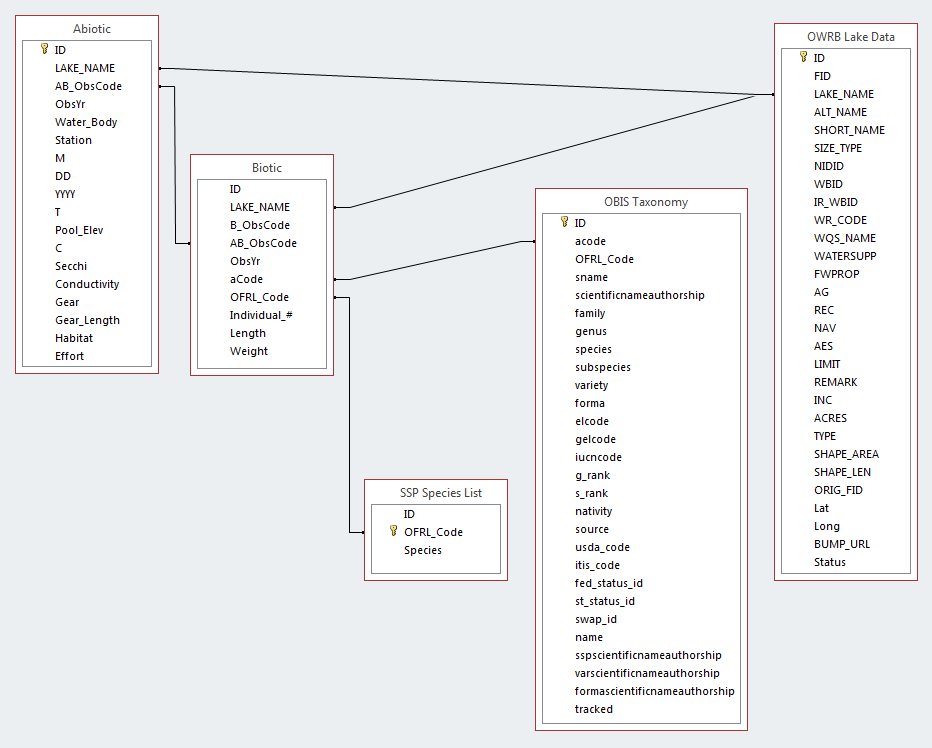 Abiotic
ID
LAKE_NAME
AB_ObsCode
ObsYr
Water_Body
Station
M
DD
YYYY
T
Pool_Elev
C
Secchi
Conductivity
Gear
Gear_Length
Habitat
Effort
Biotic
ID
LAKE_NAME
B_ObsCode
AB_ObsCode
ObsYr
aCode
OFRL_Code
Individual_#
Length
Weight
SSP Species List
ID
OFRL_Code
Species
OBIS Taxonomy
ID
acode
OFRL_Code
sname
scientificnameauthorship
family
genus
species
subspecies
variety
forma
elcode
gelcode
iucncode
g_rank
s_rank
nativity
source
usda_code
itis_code
fed_status_id
st_status_id
swap_id
name
sspscientificnameauthorship
varscientificnameauthorship
formascientificnameauthorship
tracked
OWRB Lake Data
ID
FID
LAKE_NAME
ALT_NAME
SHORT_NAME
SIZE_TYPE
NIDID
WBID
IR_WBID
WR_CODE
WQS_NAME
WATERSUPP
FWPROP
AG
REC
NAV
AES
LIMIT
REMARK
INC
ACRES
TYPE
SHAPE_AREA
SHAPE_LEN
ORIG_FID
Lat
Long
BUMP_URL
Status